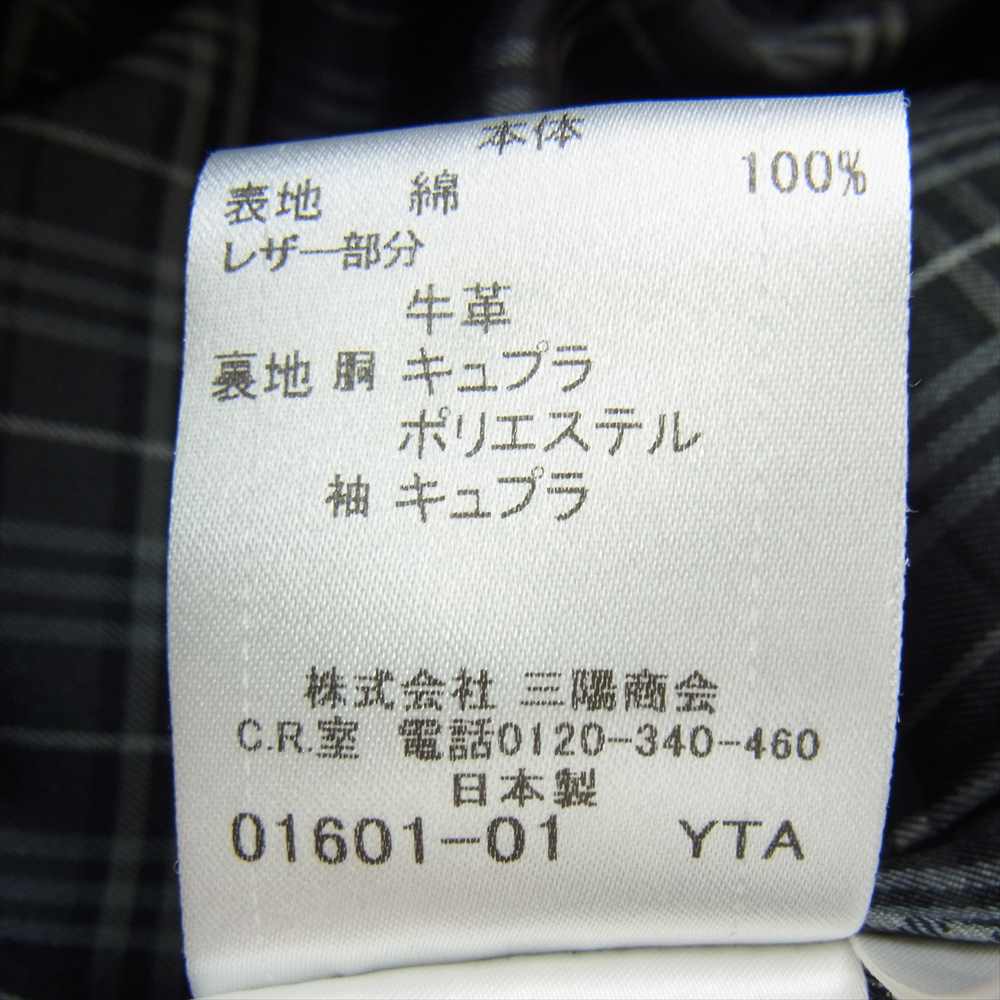 本体
表地 綿 100%
レザー部分
牛革
裏地 胴 キュプラ
ポリエステル
袖 キュプラ
株式会社 三陽商会
C.R.室 電話0120-340-460
日本製
01601-01 YTA